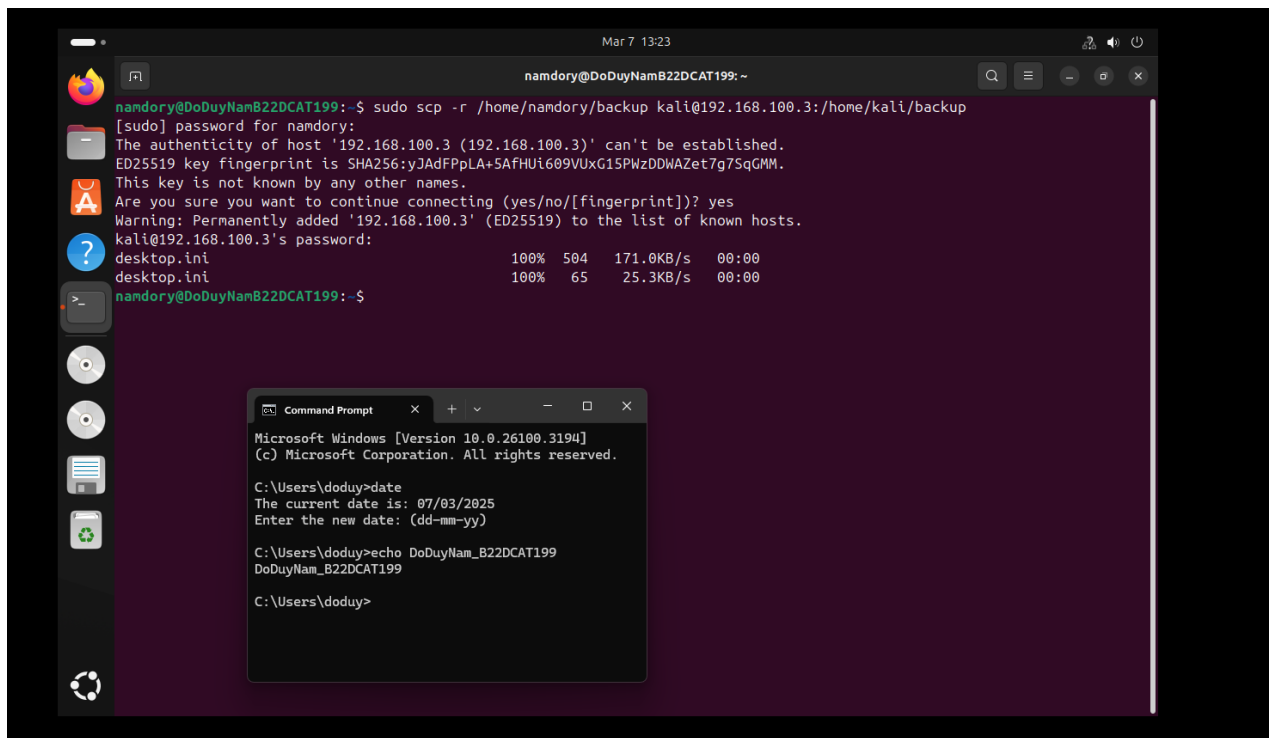 Mar 7 13:23
namdory@DoDuyNamB22DCAT199: ~
namdory@DoDuyNamB22DCAT199:~$ sudo scp -r /home/namdory/backup kali@192.168.100.3:/home/kali/backup
[sudo] password for namdory:
The authenticity of host '192.168.100.3 (192.168.100.3)' can't be established.
ED25519 key fingerprint is SHA256:yJAdFPpLA+5AfHUi609VUxG15PWzDDWAZet7g7SqGMM.
This key is not known by any other names.
Are you sure you want to continue connecting (yes/no/[fingerprint])? yes
Warning: Permanently added '192.168.100.3' (ED25519) to the list of known hosts.
kali@192.168.100.3's password:
desktop.ini 100% 504 171.0KB/s 00:00
desktop.ini 100% 65 25.3KB/s 00:00
namdory@DoDuyNamB22DCAT199:~$
Command Prompt
Microsoft Windows [Version 10.0.26100.3194]
(c) Microsoft Corporation. All rights reserved.
C:\Users\doduy>date
The current date is: 07/03/2025
Enter the new date: (dd-mm-yy)
C:\Users\doduy>echo DoDuyNam_B22DCAT199
DoDuyNam_B22DCAT199
C:\Users\doduy>